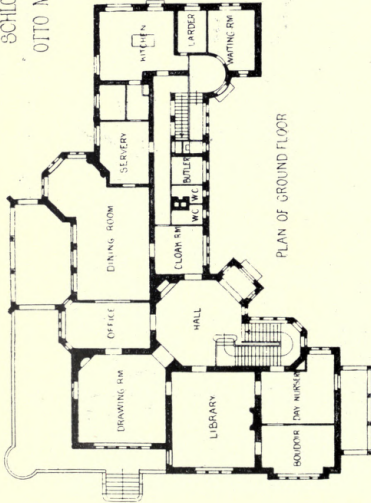 SCHLO
OTTO M
KITCHEN
LARDER
WAITING RM
SERVERY
BUTLER
WC
WC
CLOAK RM
DINING ROOM
OFFICE
HALL
DRAWING RM
LIBRARY
DAY NURSERY
BOUDOIR
PLAN OF GROUND FLOOR